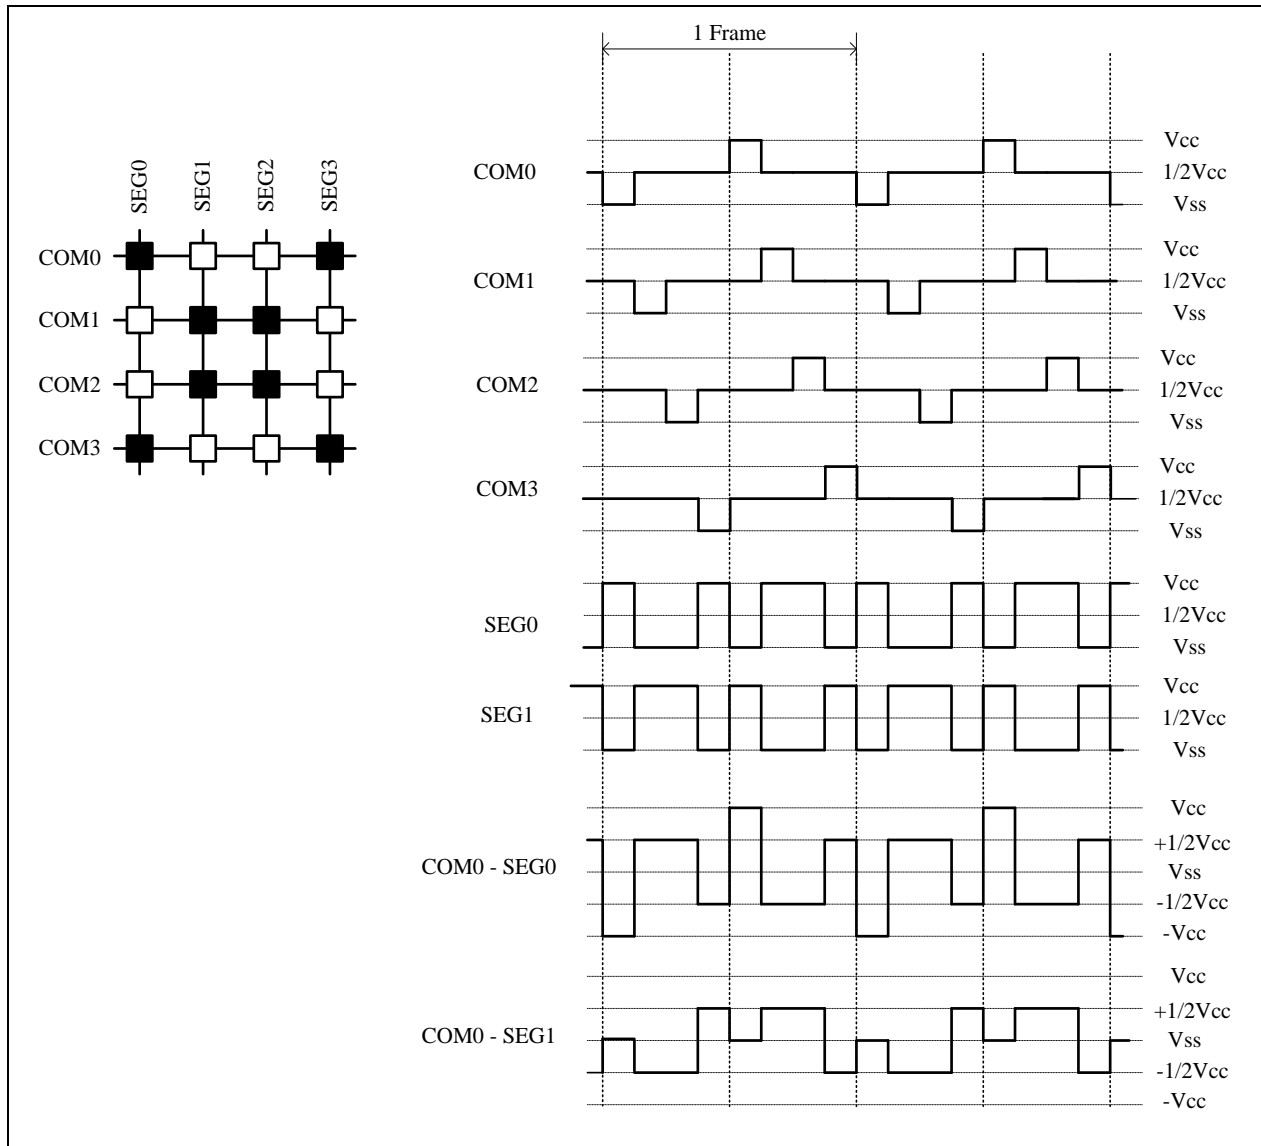 1 Frame
SEG0
SEG1
SEG2
SEG3
COM0
COM1
COM2
COM3
COM0
Vcc
1/2Vcc
Vss
COM1
Vcc
1/2Vcc
Vss
COM2
Vcc
1/2Vcc
Vss
COM3
Vcc
1/2Vcc
Vss
SEG0
Vcc
1/2Vcc
Vss
SEG1
Vcc
1/2Vcc
Vss
COM0 - SEG0
Vcc
+1/2Vcc
Vss
-1/2Vcc
-Vcc
COM0 - SEG1
Vcc
+1/2Vcc
Vss
-1/2Vcc
-Vcc